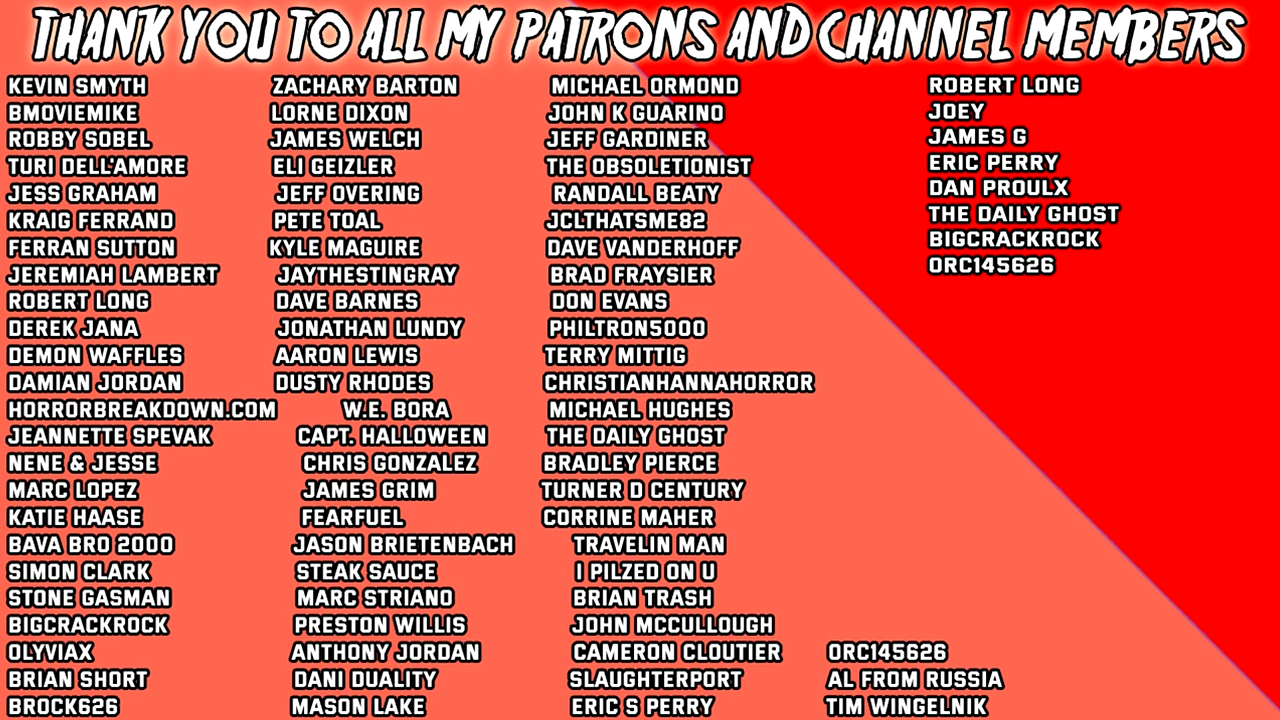 THANK YOU TO ALL MY PATRONS AND CHANNEL MEMBERS
KEVIN SMYTH
BMOVIEMIKE
ROBBY SOBEL
TURI DELL'AMORE
JESS GRAHAM
KRAIG FERRAND
FERRAN SUTTON
JEREMIAH LAMBERT
ROBERT LONG
DEREK JANA
DEMON WAFFLES
DAMIAN JORDAN
HORRORBREAKDOWN.COM
JEANNETTE SPEVAK
NENE & JESSE
MARC LOPEZ
KATIE HAASE
BAVA BRO 2000
SIMON CLARK
STONE GASMAN
BIGCRACKROCK
OLYVIAX
BRIAN SHORT
BROCK626
ZACHARY BARTON
LORNE DIXON
JAMES WELCH
ELI GEIZLER
JEFF OVERING
PETE TOAL
KYLE MAGUIRE
JAYTHESTINGRAY
DAVE BARNES
JONATHAN LUNDY
AARON LEWIS
DUSTY RHODES
W.E. BORA
CAPT. HALLOWEEN
CHRIS GONZALEZ
JAMES GRIM
FEARFUEL
JASON BRIETENBACH
STEAK SAUCE
MARC STRIANO
PRESTON WILLIS
ANTHONY JORDAN
DANI DUALITY
MASON LAKE
MICHAEL ORMOND
JOHN K GUARINO
JEFF GARDINER
THE OBSOLETIONIST
RANDALL BEATY
JCLTHATSME82
DAVE VANDERHOFF
BRAD FRAYSIER
DON EVANS
PHILTRON5000
TERRY MITTIG
CHRISTIANHANNAHORROR
MICHAEL HUGHES
THE DAILY GHOST
BRADLEY PIERCE
TURNER D CENTURY
CORRINE MAHER
TRAVELIN MAN
I PILZED ON U
BRIAN TRASH
JOHN MCCULLOUGH
CAMERON CLOUTIER
SLAUGHTERPORT
ERIC S PERRY
ORC145626
AL FROM RUSSIA
TIM WINGELNIK
ROBERT LONG
JOEY
JAMES G
ERIC PERRY
DAN PROULX
THE DAILY GHOST
BIGCRACKROCK
ORC145626